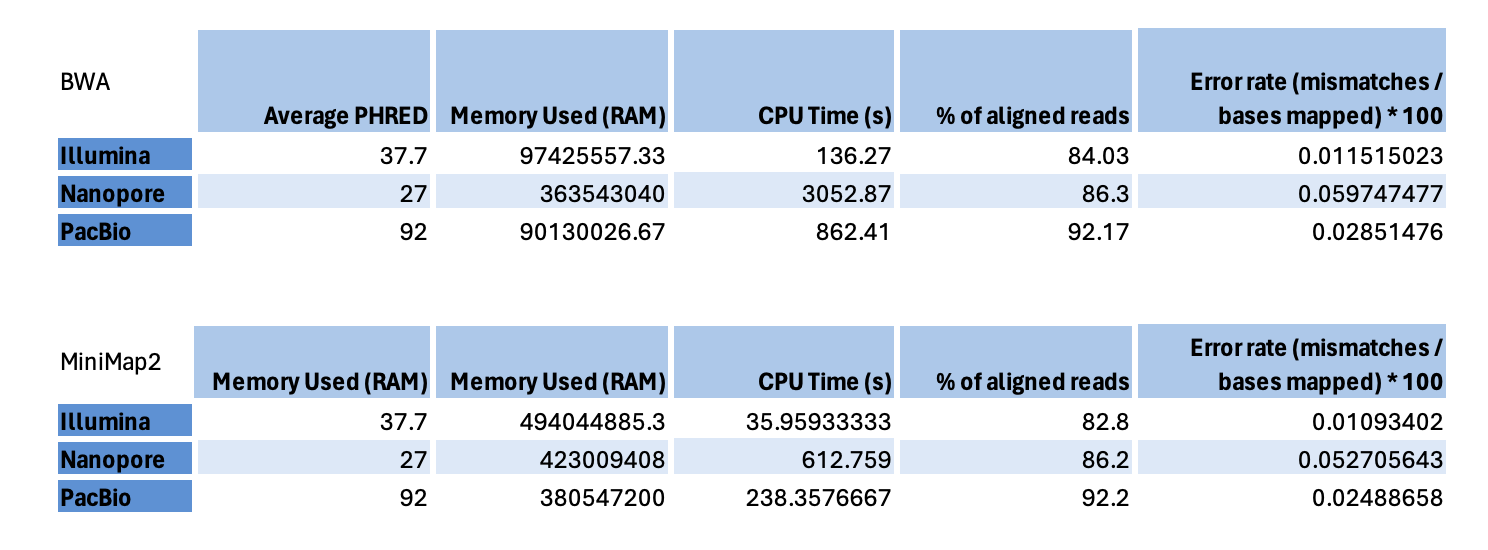 BWA
Average PHRED Memory Used (RAM) CPU Time (s) % of aligned reads Error rate (mismatches /
bases mapped) * 100
Illumina 37.7 97425557.33 136.27 84.03 0.011515023
Nanopore 27 363543040 3052.87 86.3 0.059747477
PacBio 92 90130026.67 862.41 92.17 0.02851476
MiniMap2
Memory Used (RAM) Memory Used (RAM) CPU Time (s) % of aligned reads Error rate (mismatches /
bases mapped) * 100
Illumina 37.7 494044885.3 35.95933333 82.8 0.01093402
Nanopore 27 423009408 612.759 86.2 0.052705643
PacBio 92 380547200 238.3576667 92.2 0.02488658